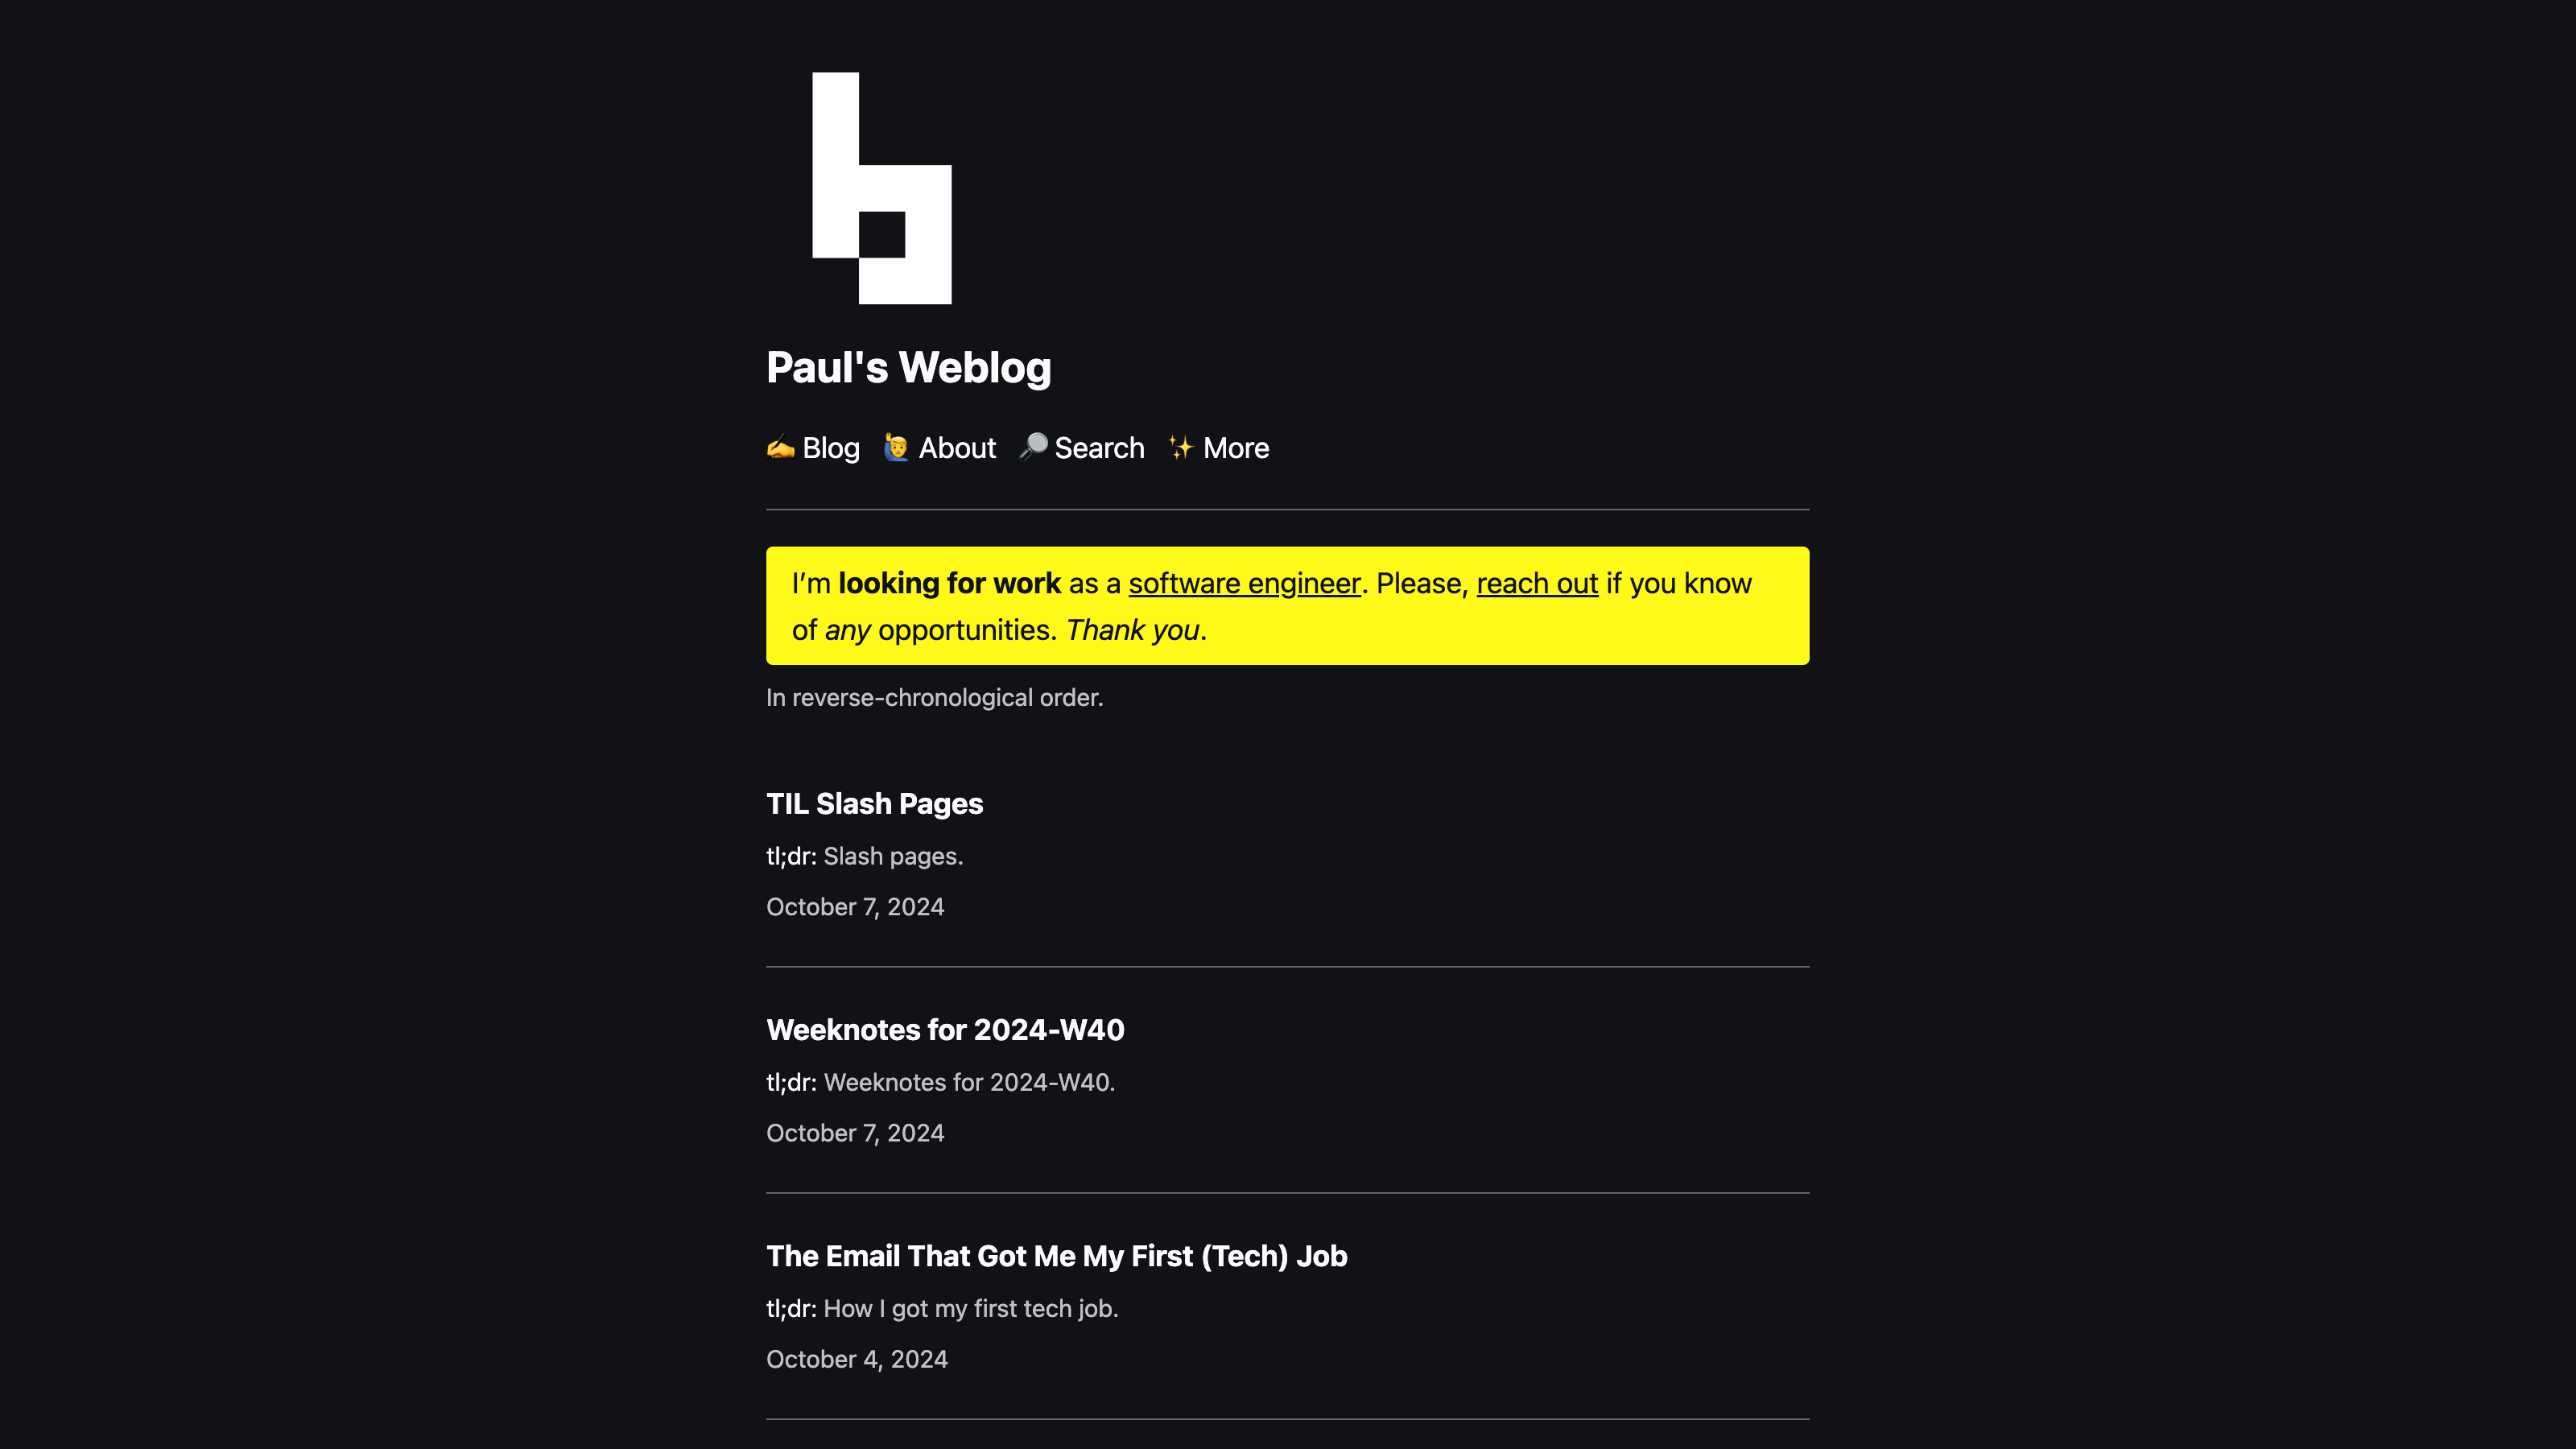 b
Paul's Weblog
✍️ Blog 🙋‍♂️ About 🔎 Search ✨ More
I’m looking for work as a software engineer. Please, reach out if you know
of any opportunities. Thank you.
In reverse-chronological order.
TIL Slash Pages
tl;dr: Slash pages.
October 7, 2024
Weeknotes for 2024-W40
tl;dr: Weeknotes for 2024-W40.
October 7, 2024
The Email That Got Me My First (Tech) Job
tl;dr: How I got my first tech job.
October 4, 2024